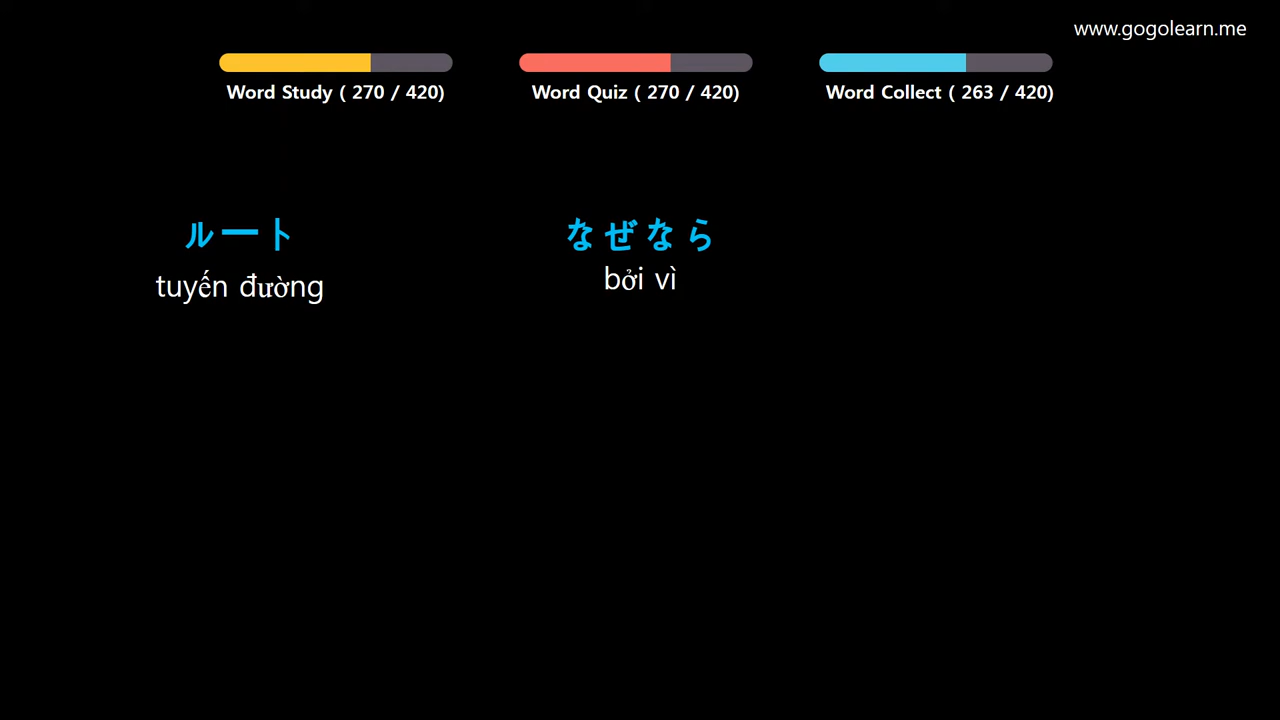 www.gogolearn.me
Word Study ( 270 / 420)
Word Quiz ( 270 / 420)
Word Collect ( 263 / 420)
ルート
tuyến đường
なぜなら
bởi vì